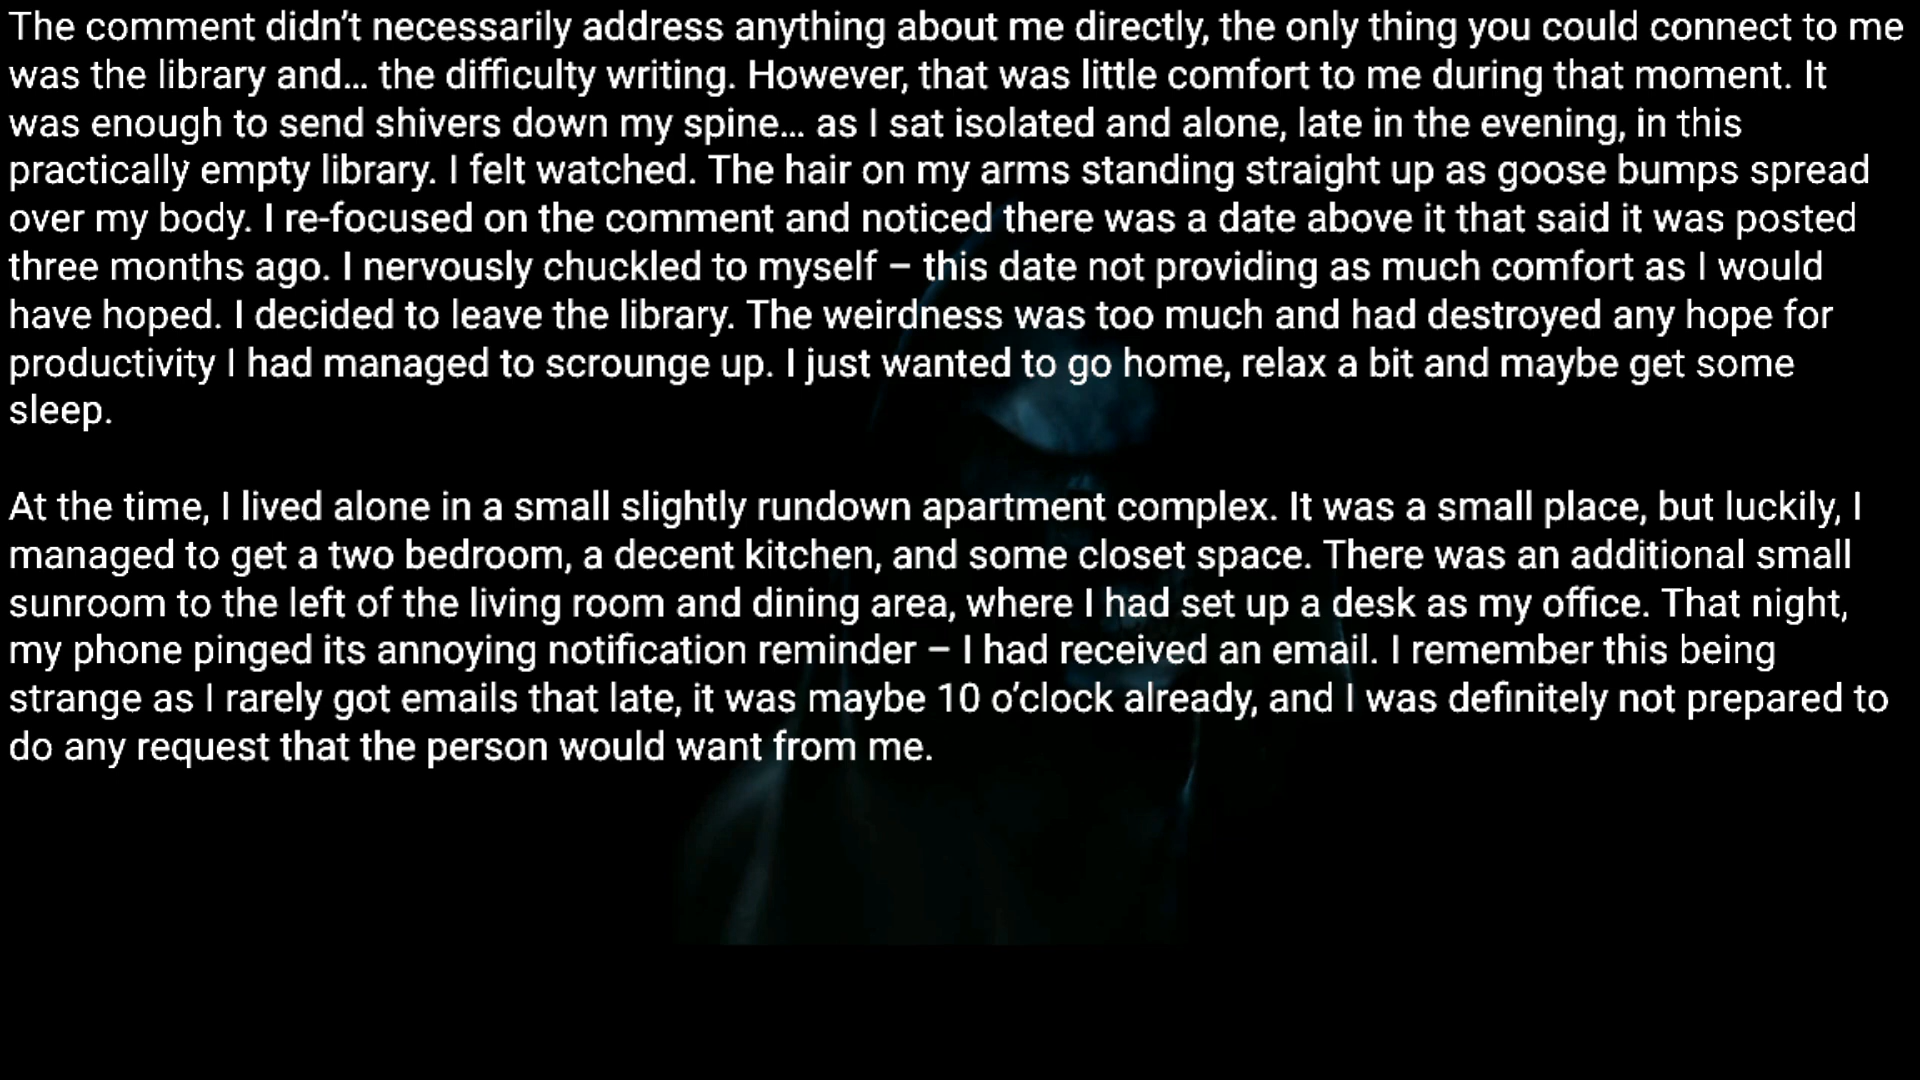 The comment didn’t necessarily address anything about me directly, the only thing you could connect to me
was the library and… the difficulty writing. However, that was little comfort to me during that moment. It
was enough to send shivers down my spine… as I sat isolated and alone, late in the evening, in this
practically empty library. I felt watched. The hair on my arms standing straight up as goose bumps spread
over my body. I re-focused on the comment and noticed there was a date above it that said it was posted
three months ago. I nervously chuckled to myself – this date not providing as much comfort as I would
have hoped. I decided to leave the library. The weirdness was too much and had destroyed any hope for
productivity I had managed to scrounge up. I just wanted to go home, relax a bit and maybe get some
sleep.
At the time, I lived alone in a small slightly rundown apartment complex. It was a small place, but luckily, I
managed to get a two bedroom, a decent kitchen, and some closet space. There was an additional small
sunroom to the left of the living room and dining area, where I had set up a desk as my office. That night,
my phone pinged its annoying notification reminder – I had received an email. I remember this being
strange as I rarely got emails that late, it was maybe 10 o’clock already, and I was definitely not prepared to
do any request that the person would want from me.